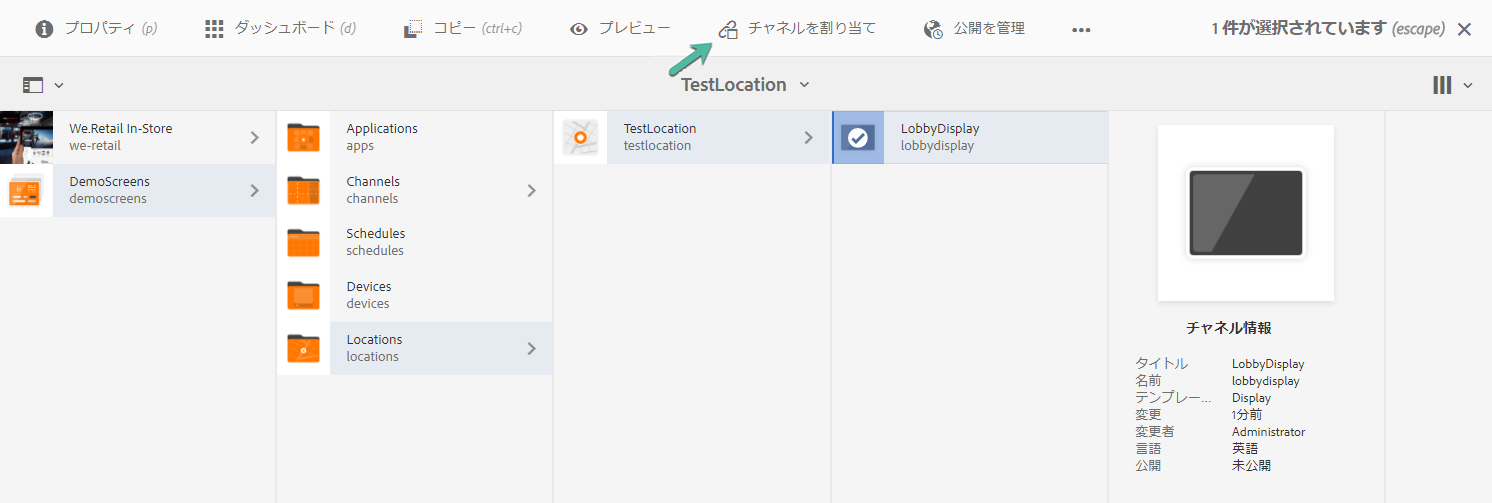 プロパティ (p) ダッシュボード (d) コピー (ctrl+c) プレビュー チャネルを割り当て 公開を管理 ••• 1 件が選択されています (escape)
TestLocation
We.Retail In-Store
we-retail
DemoScreens
demoscreens
Applications
apps
Channels
channels
Schedules
schedules
Devices
devices
Locations
locations
TestLocation
testlocation
LobbyDisplay
lobbydisplay
チャネル情報
タイトル LobbyDisplay
名前 lobbydisplay
テンプレー... Display
変更 1分前
変更者 Administrator
言語 英語
公開 未公開